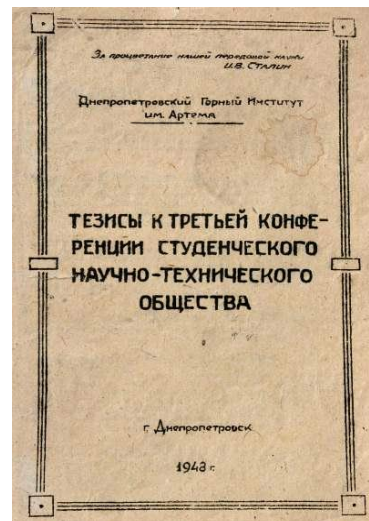 За процветание нашей передовой науки
И.В. Сталин
Днепропетровский Горный Институт
им. Артема
ТЕЗИСЫ К ТРЕТЬЕЙ КОНФЕ-
РЕНЦИИ СТУДЕНЧЕСКОГО
НАУЧНО-ТЕХНИЧЕСКОГО
ОБЩЕСТВА
г. Днепропетровск
1948 г.